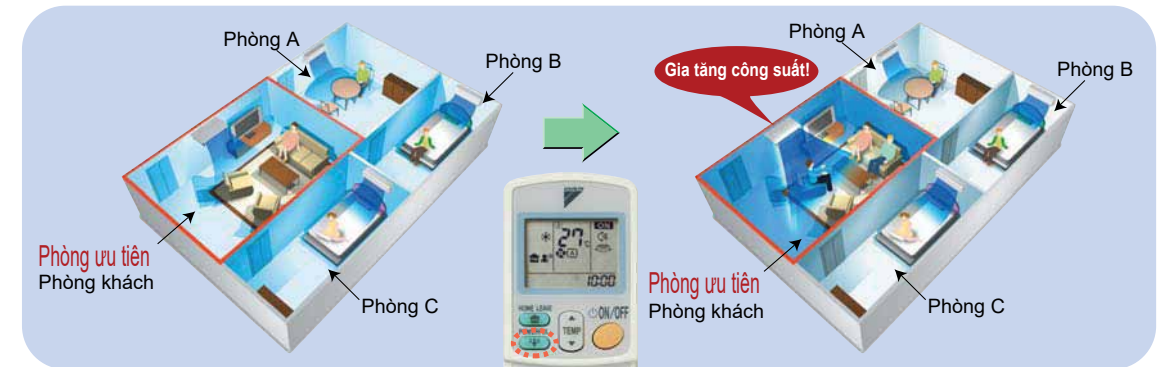 Phòng A
Phòng B
Phòng ưu tiên
Phòng khách
Phòng C
DAIKIN
ON
27°C
A
10:00
HOME LEAVE
ON/OFF
TEMP
Gia tăng công suất!
Phòng A
Phòng B
Phòng ưu tiên
Phòng khách
Phòng C